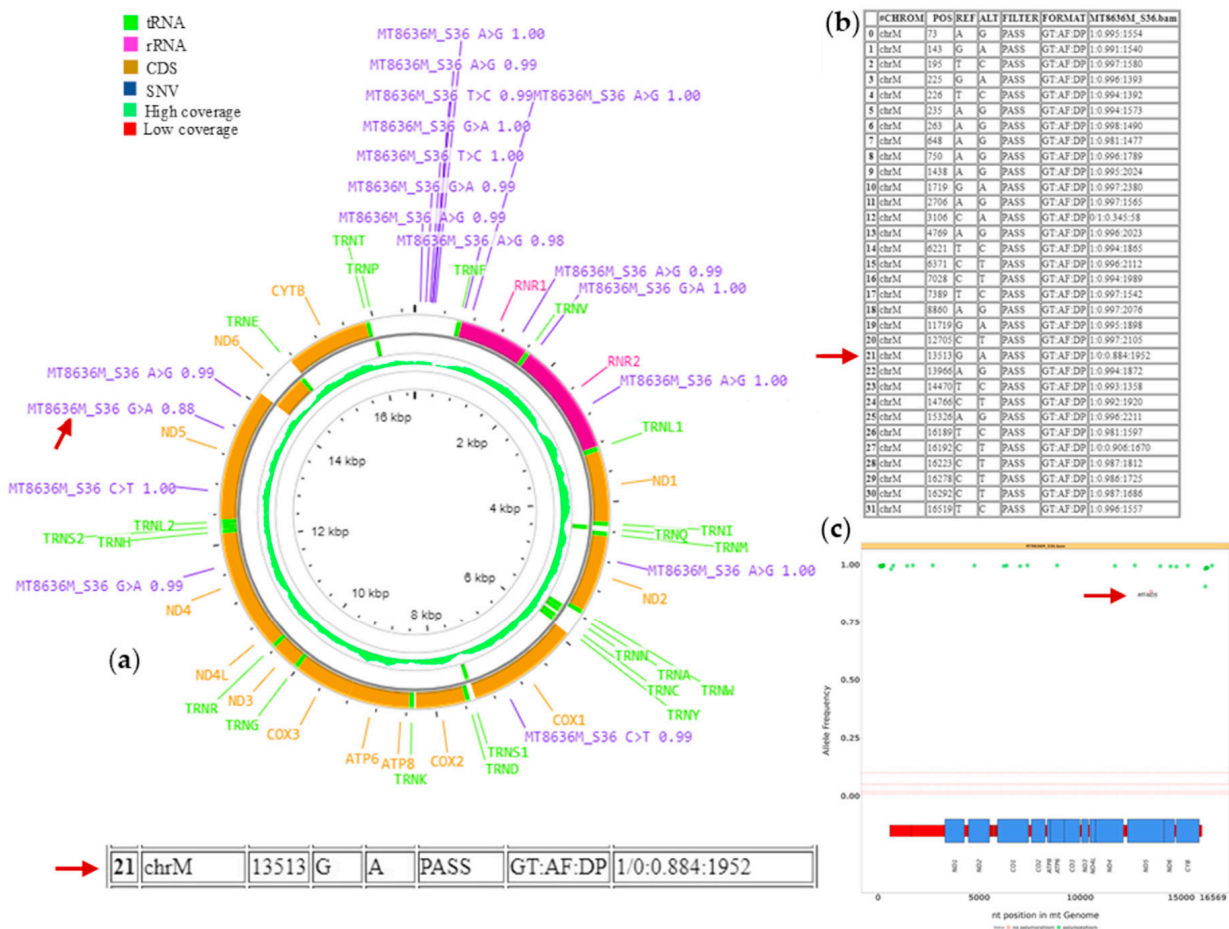 tRNA
rRNA
CDS
SNV
High coverage
Low coverage
MT8636M_S36 A>G 1.00
MT8636M_S36 A>G 0.99
MT8636M_S36 T>C 0.99MT8636M_S36 A>G 1.00
MT8636M_S36 G>A 1.00
MT8636M_S36 T>C 1.00
MT8636M_S36 G>A 0.99
MT8636M_S36 A>G 0.99
MT8636M_S36 A>G 0.98
TRNT
TRNP
TRNF
CYTB
RNR1
MT8636M_S36 A>G 0.99
MT8636M_S36 G>A 1.00
TRNV
TRNE
ND6
RNR2
MT8636M_S36 A>G 0.99
MT8636M_S36 A>G 1.00
MT8636M_S36 G>A 0.88
ND5
TRNL1
MT8636M_S36 C>T 1.00
ND1
TRNL2
TRNS2
TRNH
TRNI
TRNQ
TRNM
MT8636M_S36 G>A 0.99
MT8636M_S36 A>G 1.00
ND4
ND2
16 kbp
2 kbp
14 kbp
4 kbp
12 kbp
6 kbp
10 kbp
8 kbp
(a)
ND4L
TRNR
ND3
TRNG
COX3
ATP6
ATP8
TRNK
COX2
TRND
TRNS1
MT8636M_S36 C>T 0.99
COX1
TRNN
TRNA
TRNW
TRNC
TRNY
21 chrM 13513 G A PASS GT:AF:DP 1/0:0.884:1952
(b)
#CHROM POS REF ALT FILTER FORMAT MT8636M_S36.bam
0 chrM 73 A G PASS GT:AF:DP 1:0.995:1554
1 chrM 143 G A PASS GT:AF:DP 1:0.991:1540
2 chrM 195 T C PASS GT:AF:DP 1:0.997:1580
3 chrM 225 G A PASS GT:AF:DP 1:0.996:1393
4 chrM 226 T C PASS GT:AF:DP 1:0.994:1392
5 chrM 235 A G PASS GT:AF:DP 1:0.994:1573
6 chrM 263 A G PASS GT:AF:DP 1:0.998:1490
7 chrM 648 A G PASS GT:AF:DP 1:0.981:1477
8 chrM 750 A G PASS GT:AF:DP 1:0.996:1789
9 chrM 1438 A G PASS GT:AF:DP 1:0.995:2024
10 chrM 1719 G A PASS GT:AF:DP 1:0.997:2380
11 chrM 2706 A G PASS GT:AF:DP 1:0.997:1565
12 chrM 3106 C A PASS GT:AF:DP 0/1:0.345:58
13 chrM 4769 A G PASS GT:AF:DP 1:0.996:2023
14 chrM 6221 T C PASS GT:AF:DP 1:0.994:1865
15 chrM 6371 C T PASS GT:AF:DP 1:0.996:2112
16 chrM 7028 C T PASS GT:AF:DP 1:0.994:1989
17 chrM 7389 T C PASS GT:AF:DP 1:0.997:1542
18 chrM 8860 A G PASS GT:AF:DP 1:0.997:2076
19 chrM 11719 G A PASS GT:AF:DP 1:0.995:1898
20 chrM 12705 C T PASS GT:AF:DP 1:0.997:2105
21 chrM 13513 G A PASS GT:AF:DP 1/0:0.884:1952
22 chrM 13966 A G PASS GT:AF:DP 1:0.994:1872
23 chrM 14470 T C PASS GT:AF:DP 1:0.993:1358
24 chrM 14766 C T PASS GT:AF:DP 1:0.992:1920
25 chrM 15326 A G PASS GT:AF:DP 1:0.996:2211
26 chrM 16189 T C PASS GT:AF:DP 1:0.981:1597
27 chrM 16192 C T PASS GT:AF:DP 1/0:0.906:1670
28 chrM 16223 C T PASS GT:AF:DP 1:0.987:1812
29 chrM 16278 C T PASS GT:AF:DP 1:0.986:1725
30 chrM 16292 C T PASS GT:AF:DP 1:0.987:1686
31 chrM 16519 T C PASS GT:AF:DP 1:0.996:1557
(c)
MT8636M_S36.bam
1.00
MT-ND5
0.75
0.50
0.25
0.00
Allele Frequency
ND1 ND2 CO1 CO2 ATP8 ATP6 CO3 ND3 ND4L ND4 ND5 ND6 CYB
0 5000 10000 15000 16569
nt position in mt Genome
no polymorphism polymorphism